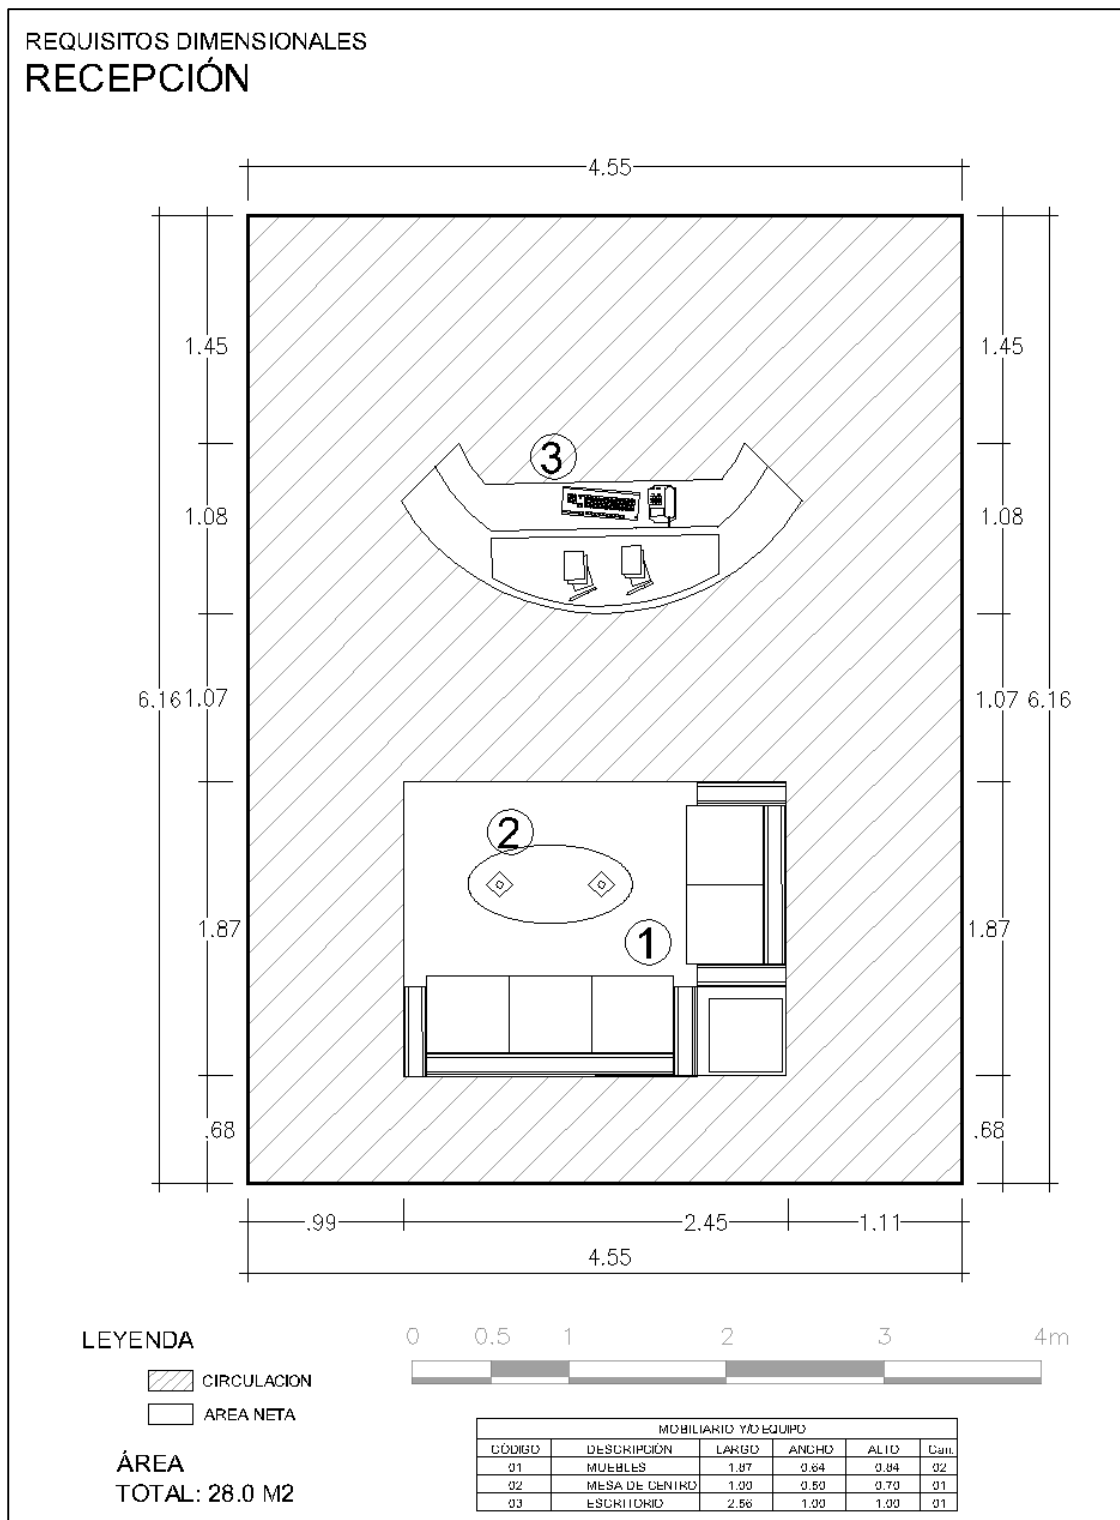 REQUISITOS DIMENSIONALES
RECEPCIÓN
4.55
1.45
1.45
3
1.08
1.08
6.16
1.07
1.07
6.16
2
1.87
1.87
1
.68
.68
.99
2.45
1.11
4.55
LEYENDA
CIRCULACION
AREA NETA
ÁREA
TOTAL: 28.0 M2
0 0.5 1 2 3 4m
MOBILIARIO Y/O EQUIPO
CÓDIGO DESCRIPCIÓN LARGO ANCHO ALTO Can.
01 MUEBLES 1.87 0.64 0.84 02
02 MESA DE CENTRO 1.00 0.50 0.70 01
03 ESCRITORIO 2.56 1.00 1.00 01